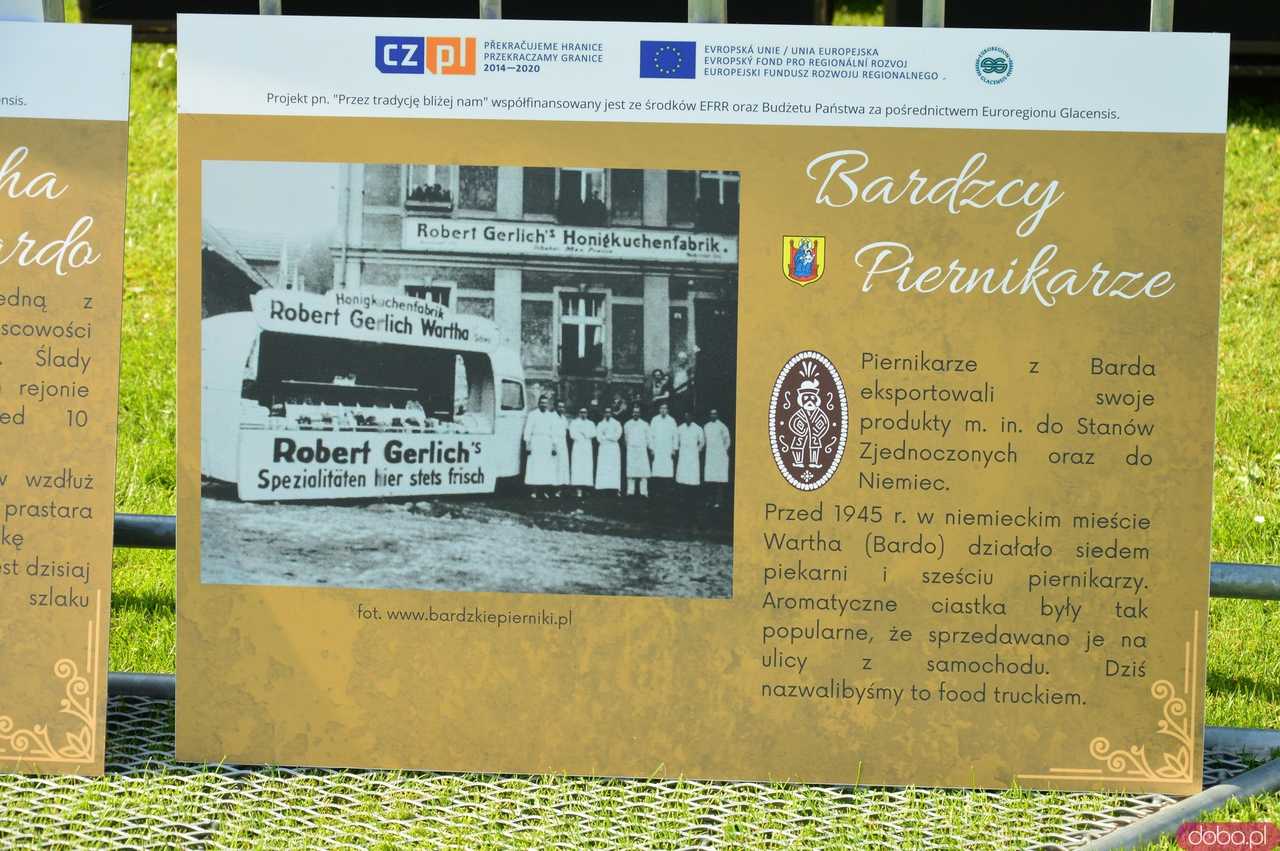 cz pl
PŘEKRAČUJEME HRANICE
PRZEKRACZAMY GRANICE
2014—2020
EVROPSKÁ UNIE / UNIA EUROPEJSKA
EVROPSKÝ FOND PRO REGIONÁLNÍ ROZVOJ
EUROPEJSKI FUNDUSZ ROZWOJU REGIONALNEGO .
Projekt pn. "Przez tradycję bliżej nam" współfinansowany jest ze środków EFRR oraz Budżetu Państwa za pośrednictwem Euroregionu Glacensis.
Bardzcy
Piernikarze
Robert Gerlich's Honigkuchenfabrik.
Honigkuchenfabrik
Robert Gerlich Wartha
Robert Gerlich's
Spezialitäten hier stets frisch
fot. www.bardzkiepierniki.pl
Piernikarze z Barda
eksportowali swoje
produkty m. in. do Stanów
Zjednoczonych oraz do
Niemiec.
Przed 1945 r. w niemieckim mieście
Wartha (Bardo) działało siedem
piekarni i sześciu piernikarzy.
Aromatyczne ciastka były tak
popularne, że sprzedawano je na
ulicy z samochodu. Dziś
nazwalibyśmy to food truckiem.
ensis.
ha
ardo
edną z
scowości
Ślady
rejonie
ed 10
w wzdłuż
prastara
kę
est dzisiaj
szlaku
doba.pl